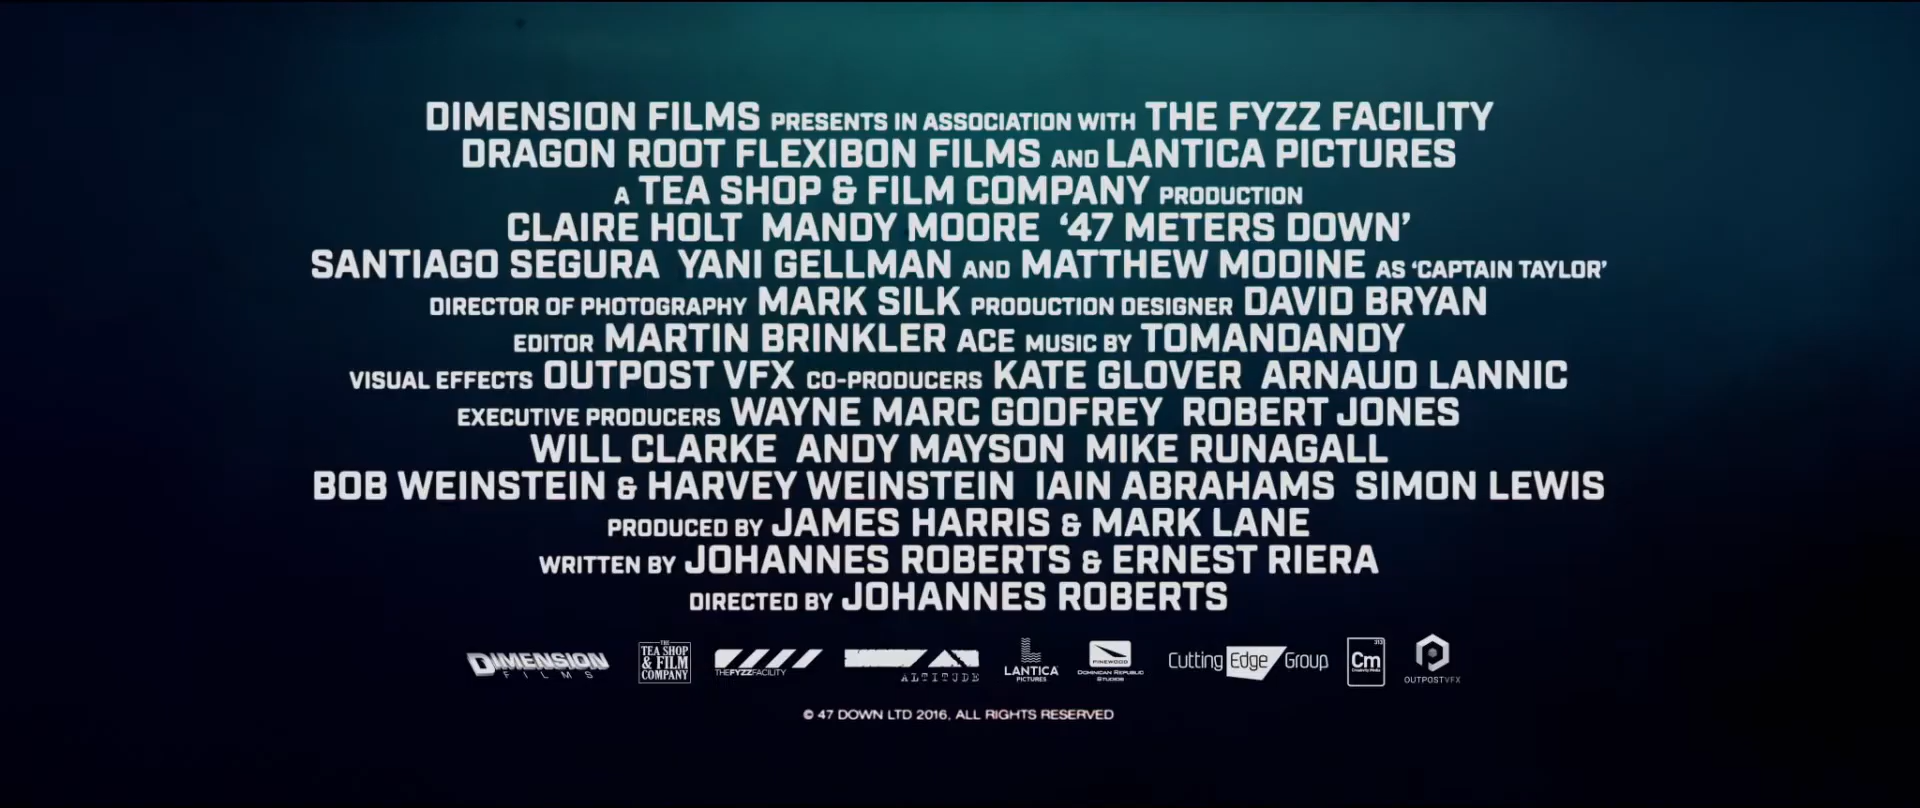 DIMENSION FILMS PRESENTS IN ASSOCIATION WITH THE FYZZ FACILITY
DRAGON ROOT FLEXIBON FILMS AND LANTICA PICTURES
A TEA SHOP & FILM COMPANY PRODUCTION
CLAIRE HOLT MANDY MOORE ‘47 METERS DOWN’
SANTIAGO SEGURA YANI GELLMAN AND MATTHEW MODINE AS ‘CAPTAIN TAYLOR’
DIRECTOR OF PHOTOGRAPHY MARK SILK PRODUCTION DESIGNER DAVID BRYAN
EDITOR MARTIN BRINKLER ACE MUSIC BY TOMANDANDY
VISUAL EFFECTS OUTPOST VFX CO-PRODUCERS KATE GLOVER ARNAUD LANNIC
EXECUTIVE PRODUCERS WAYNE MARC GODFREY ROBERT JONES
WILL CLARKE ANDY MAYSON MIKE RUNAGALL
BOB WEINSTEIN & HARVEY WEINSTEIN IAIN ABRAHAMS SIMON LEWIS
PRODUCED BY JAMES HARRIS & MARK LANE
WRITTEN BY JOHANNES ROBERTS & ERNEST RIERA
DIRECTED BY JOHANNES ROBERTS
DIMENSION
FILMS
THE
TEA SHOP
& FILM
COMPANY
THEFYZZFACILITY
ALTITUDE
LANTICA
PICTURES
PINEWOOD
DOMINICAN REPUBLIC
STUDIOS
Cutting Edge Group
313
Cm
OUTPOSTVFX
© 47 DOWN LTD 2016, ALL RIGHTS RESERVED